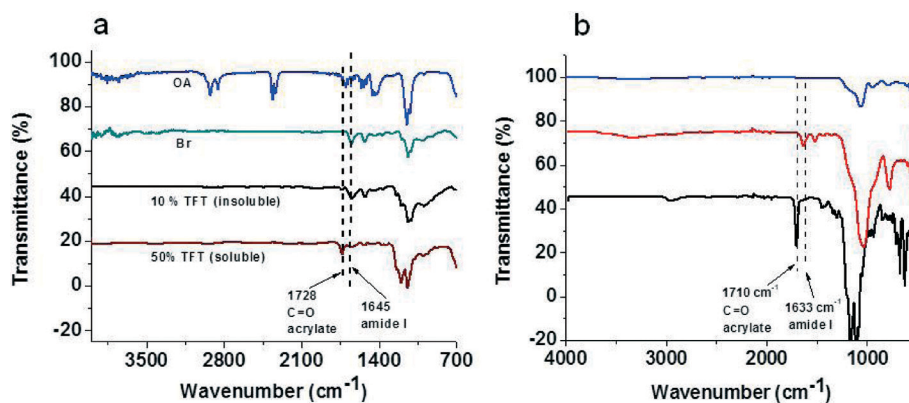 a
Transmittance (%)
100
80
60
40
20
0
-20
OA
Br
10 % TFT (insoluble)
50% TFT (soluble)
1728
C=O
acrylate
1645
amide I
3500
2800
2100
1400
700
Wavenumber (cm-1)
b
Transmittance (%)
100
80
60
40
20
0
-20
1710 cm-1
C=O
acrylate
1633 cm-1
amide I
4000
3000
2000
1000
Wavenumber (cm-1)